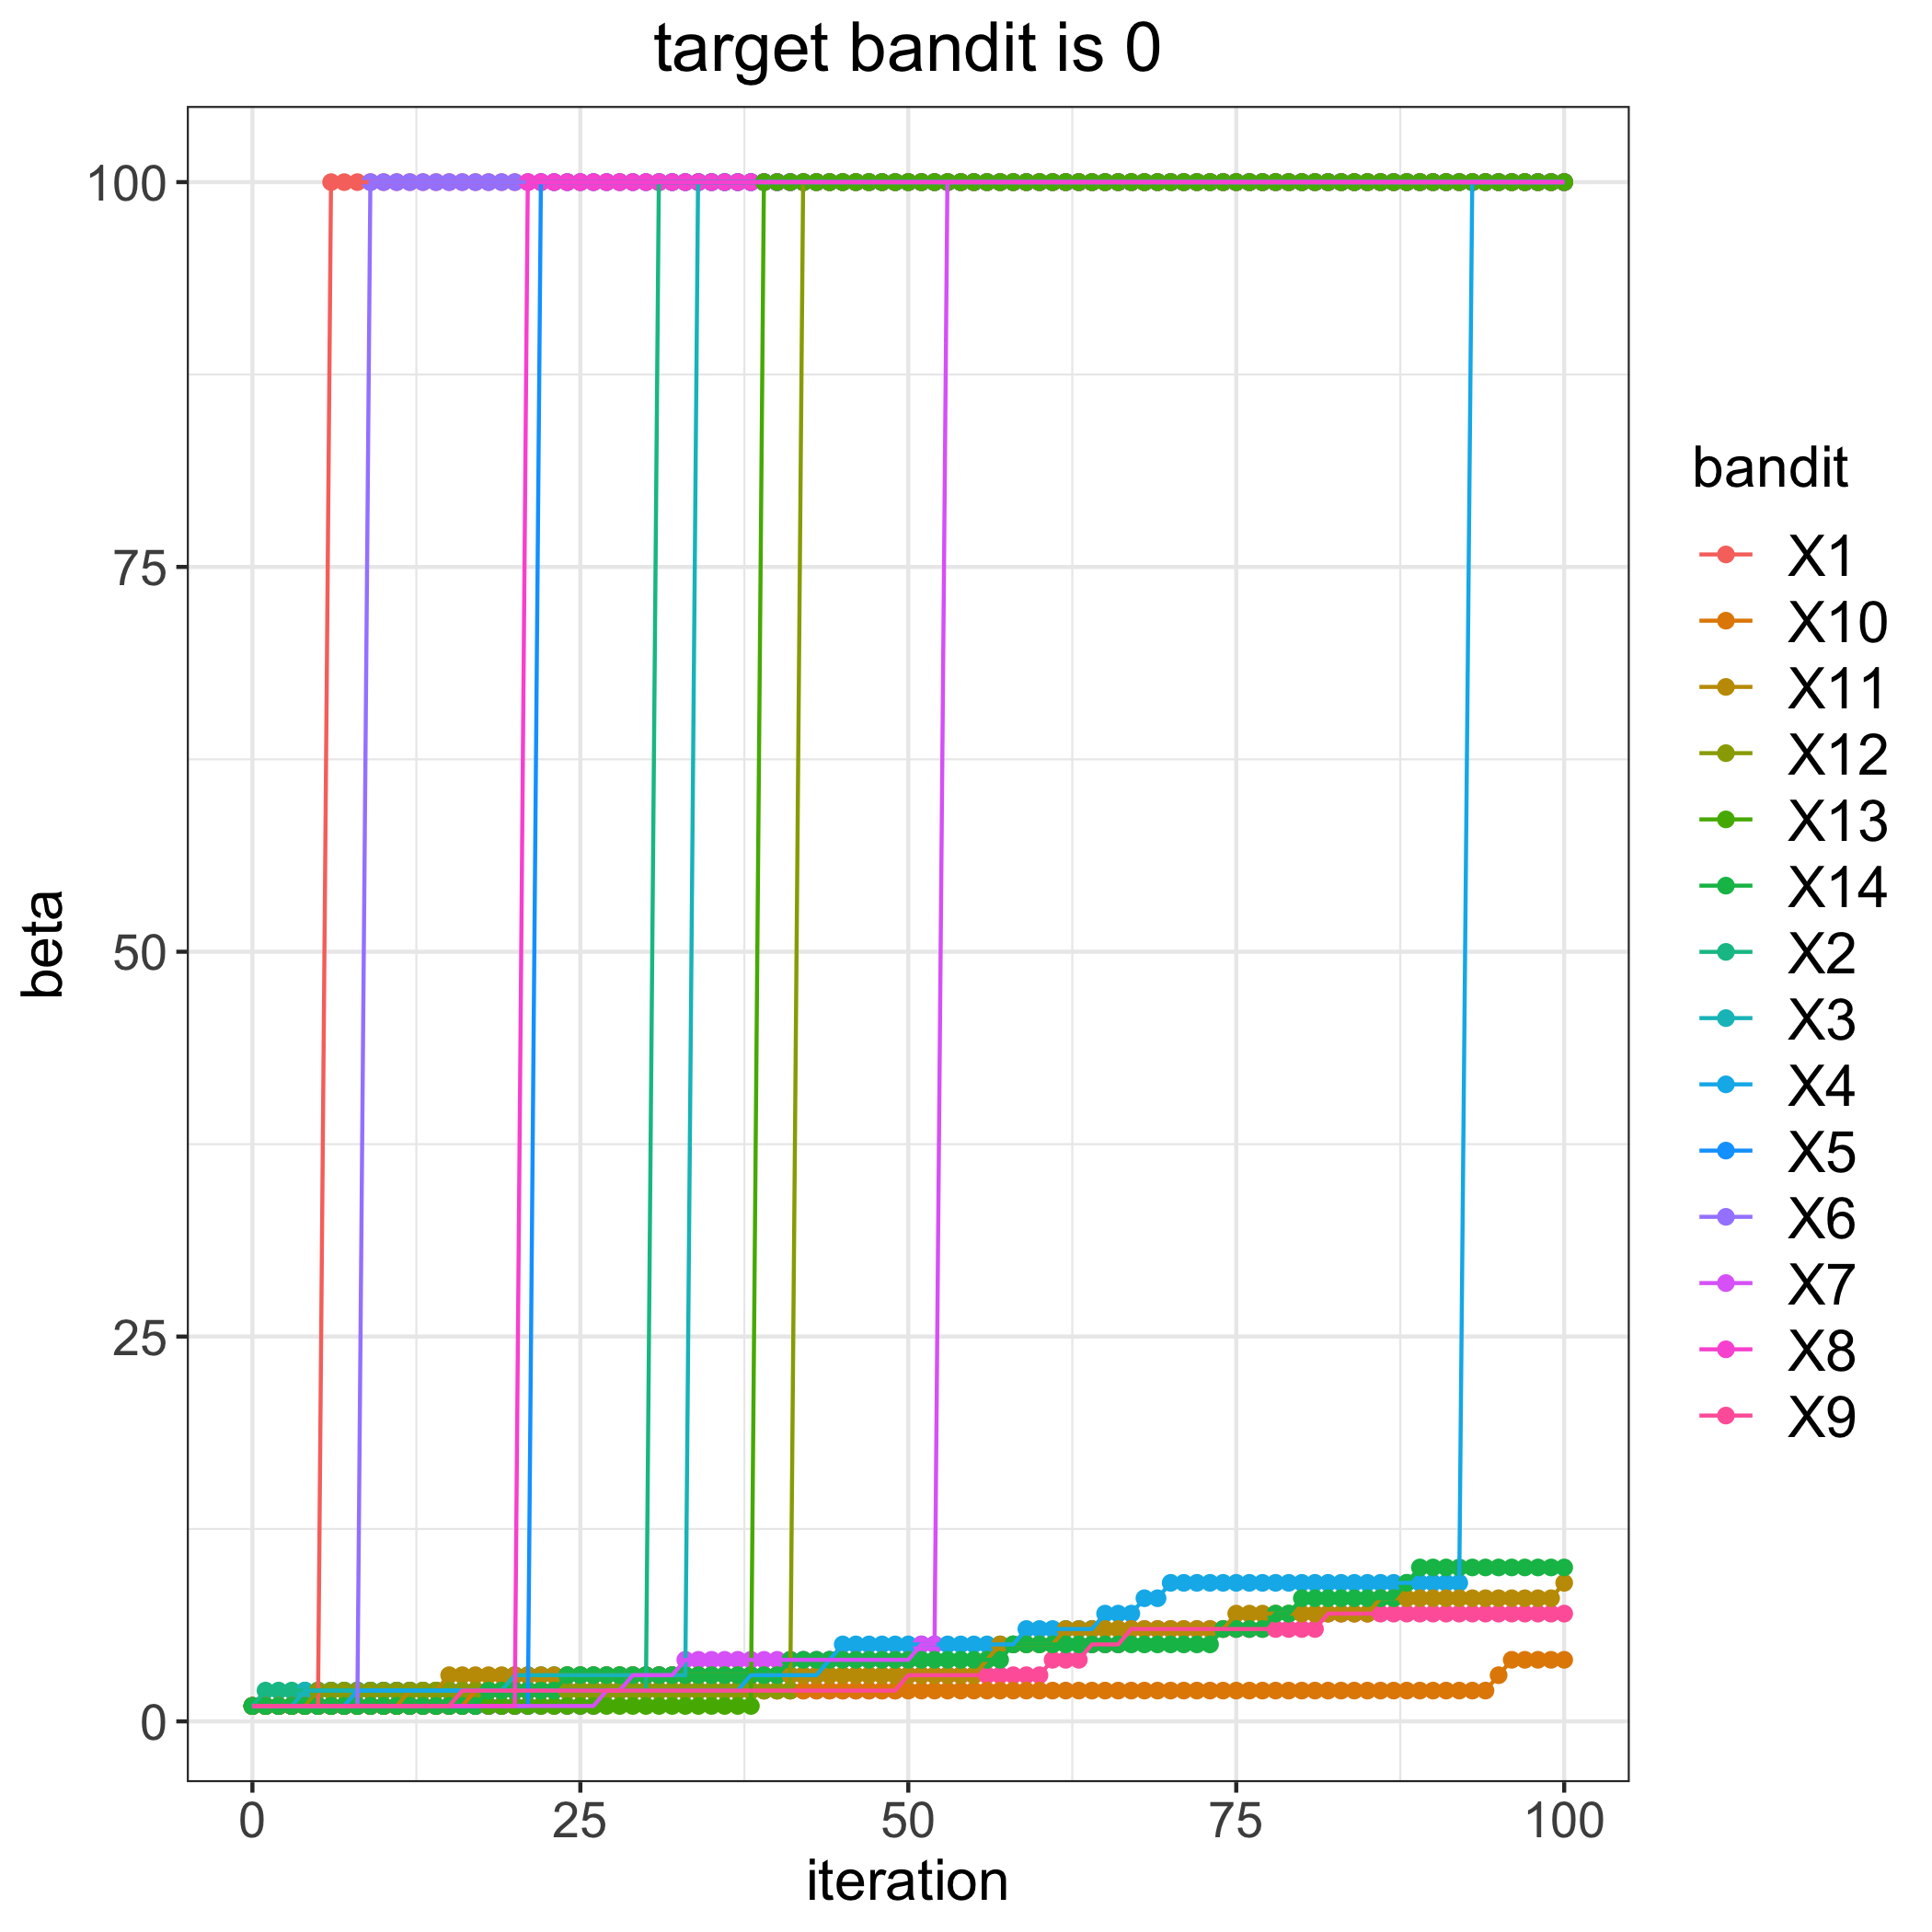 target bandit is 0
100
75
50
25
0
beta
0 25 50 75 100
iteration
bandit
X1
X10
X11
X12
X13
X14
X2
X3
X4
X5
X6
X7
X8
X9